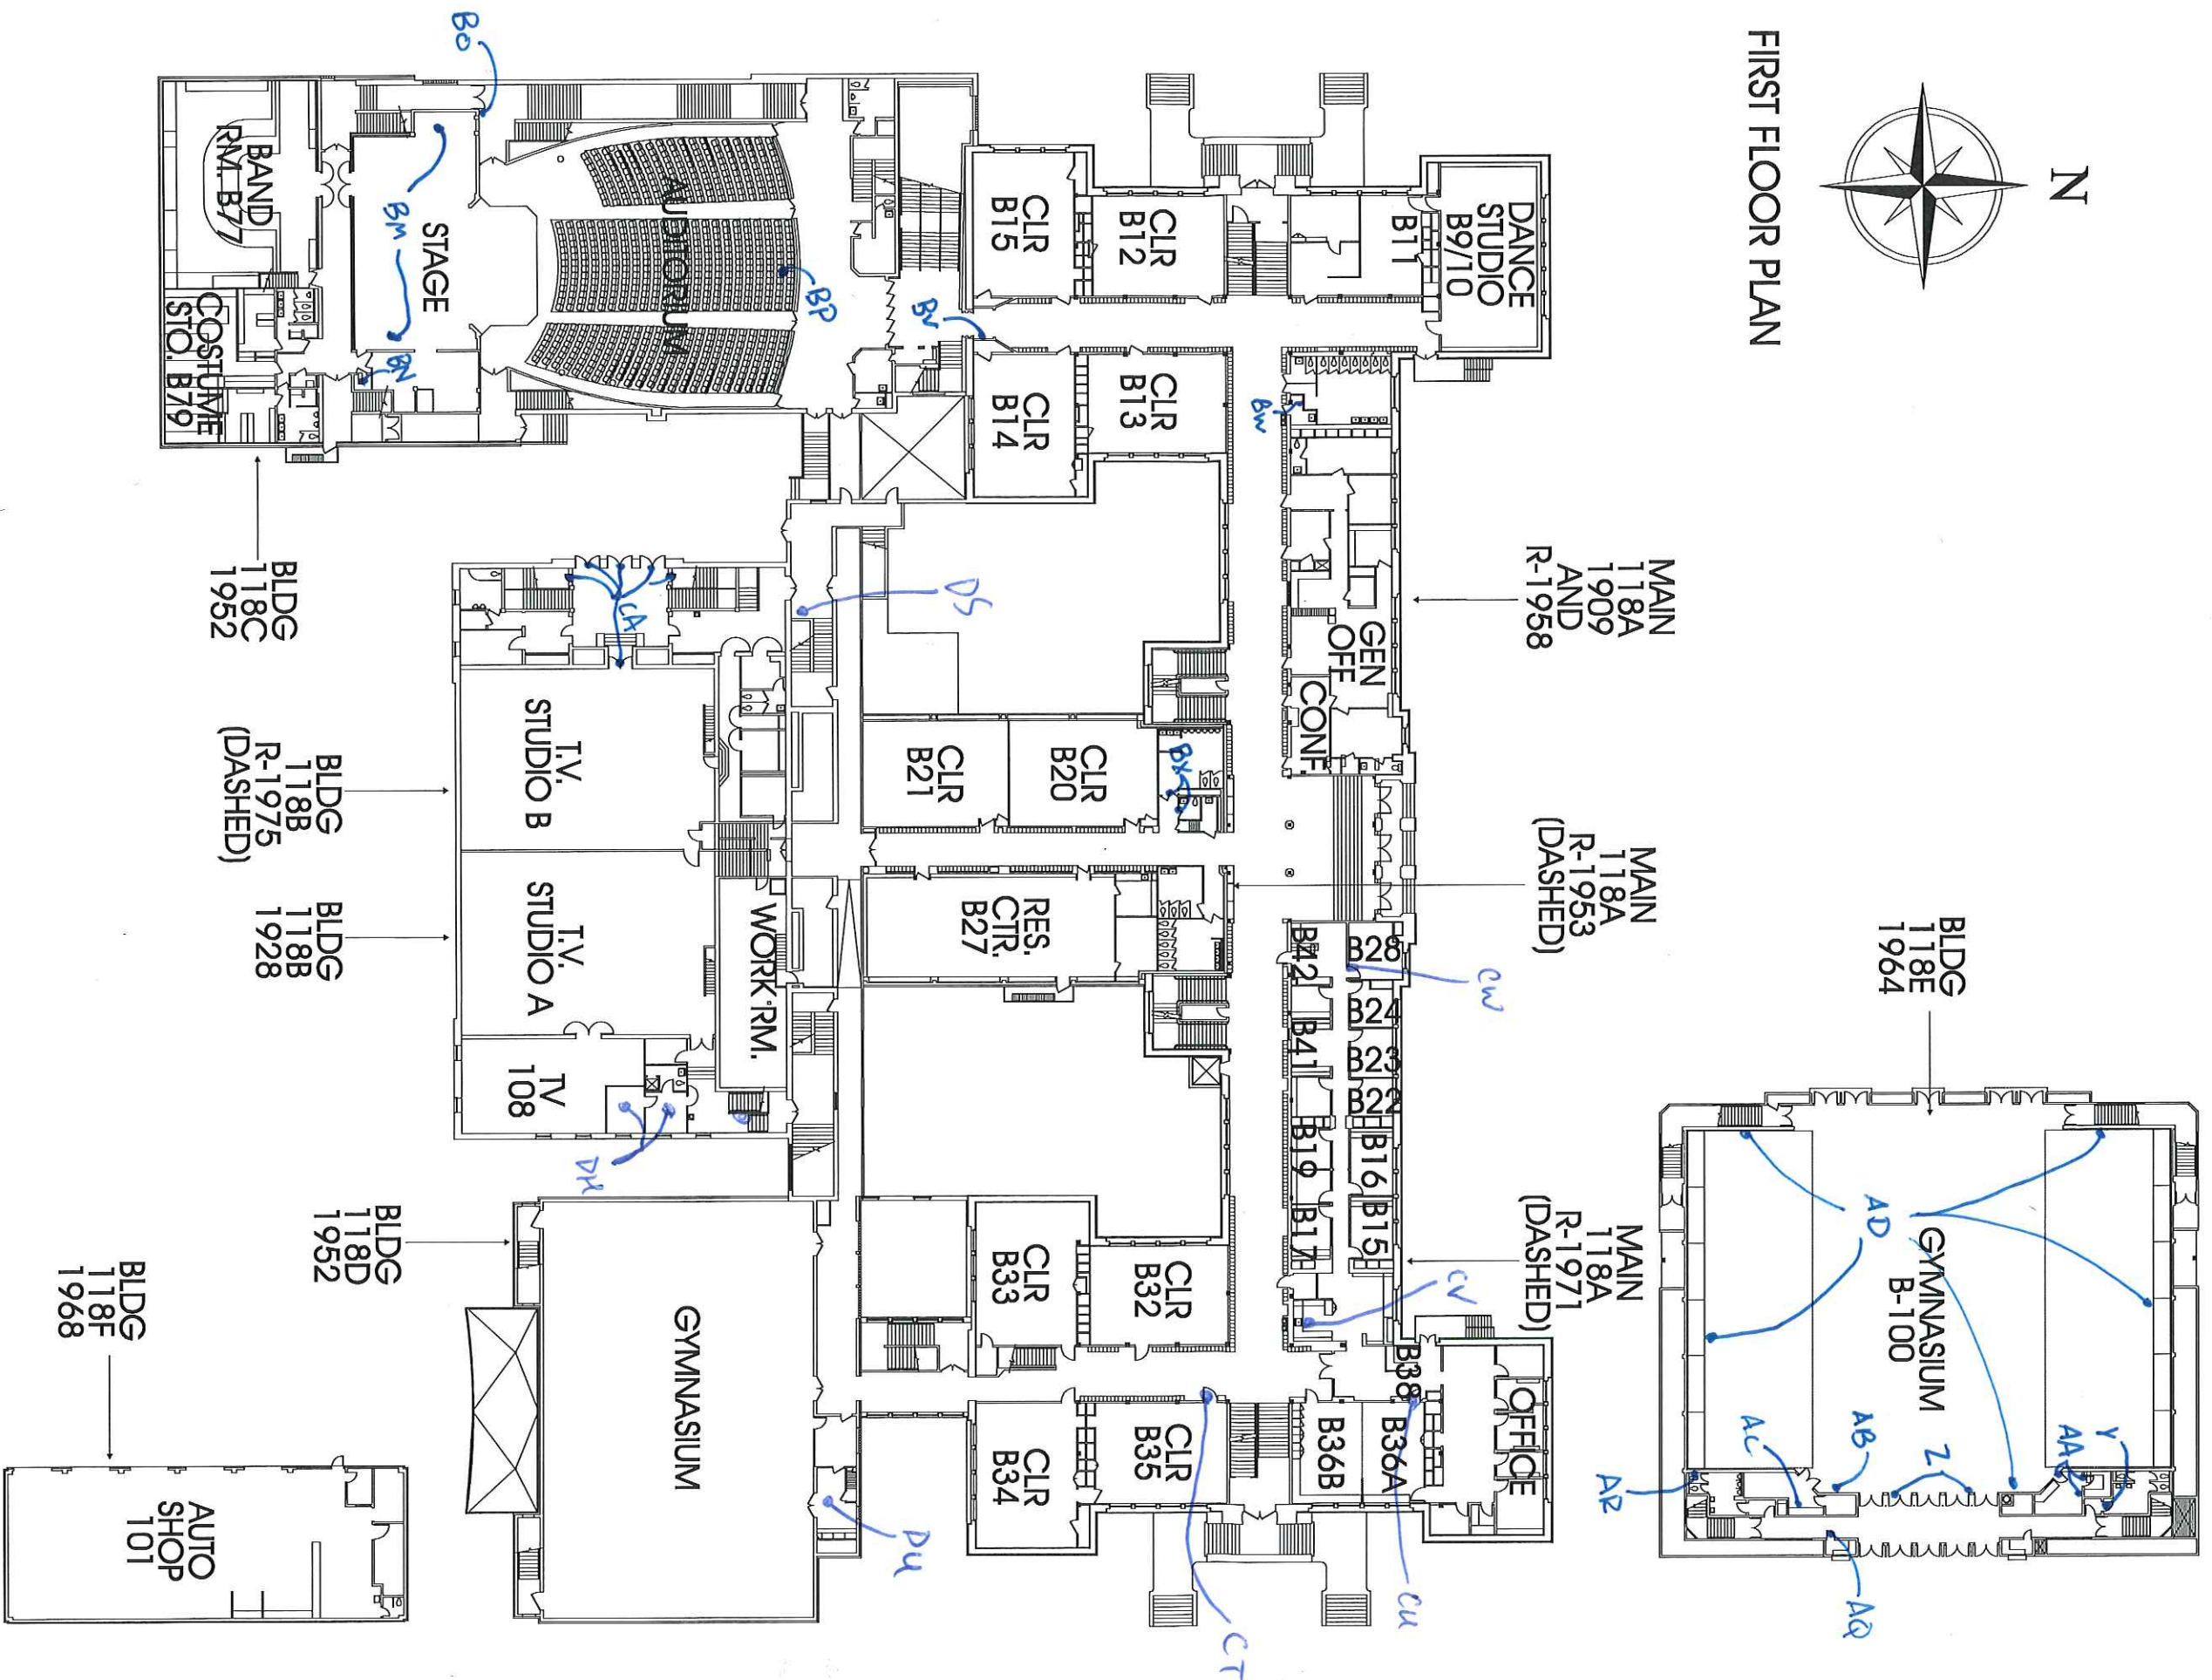 FIRST FLOOR PLAN
N
DANCE
STUDIO
B9/10
B11
CLR
B12
CLR
B15
CLR
B13
CLR
B14
AUDITORIUM
STAGE
BAND
RM. B77
COSTUME
STO. B79
BO
BM
BN
BP
BV
BW
MAIN
118A
1909
AND
R-1958
GEN
OFF
CONF
BLDG
118C
1952
DS
CA
BX
CLR
B20
CLR
B21
T.V.
STUDIO B
BLDG
118B
R-1975
(DASHED)
MAIN
118A
R-1953
(DASHED)
RES.
CTR.
B27
WORK RM.
T.V.
STUDIO A
BLDG
118B
1928
TV
108
DH
B28
B42
B24
B41
B23
B22
B19
B16
B17
B15
CW
CV
MAIN
118A
R-1971
(DASHED)
BLDG
118E
1964
GYMNASIUM
B-100
AD
AC
AB
Z
AA
Y
AR
AQ
CLR
B32
CLR
B33
CLR
B34
CLR
B35
B36B
B36A
B38
OFFICE
CU
CT
GYMNASIUM
BLDG
118D
1952
BLDG
118F
1968
AUTO
SHOP
101